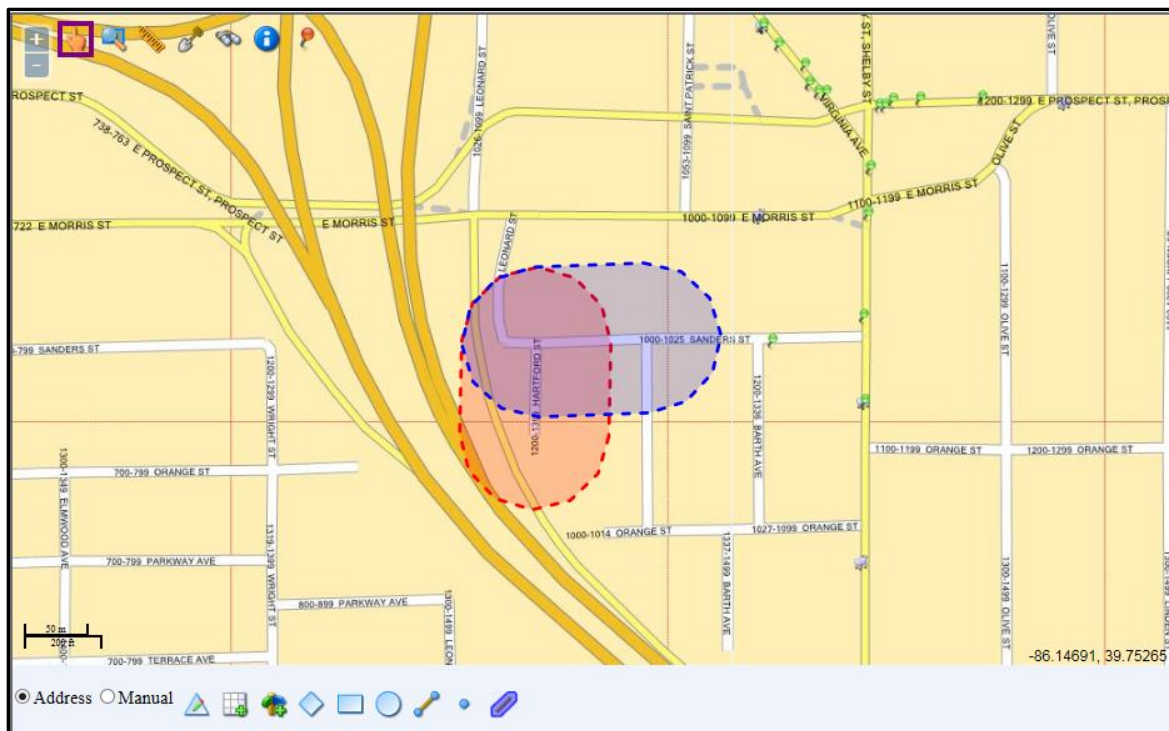 +
-
i
ROSPECT ST
738-763 E PROSPECT ST, PROSPECT ST
722 E MORRIS ST
E MORRIS ST
1026-1099 LEONARD ST
LEONARD ST
1053-1099 SAINT PATRICK ST
VIRGINIA AVE
Y ST, SHELBY ST
OLIVE ST
1200-1299 E PROSPECT ST, PROS
OLIVE ST
1000-1099 E MORRIS ST
1100-1199 E MORRIS ST
1100-1299 OLIVE ST
-799 SANDERS ST
1000-1025 SANDERS ST
1200-1299 WRIGHT ST
1200-1336 BARTH AVE
1100-1199 ORANGE ST
1200-1299 ORANGE ST
700-799 ORANGE ST
1300-1349 ELMWOOD AVE
1000-1014 ORANGE ST
1027-1099 ORANGE ST
1319-1399 WRIGHT ST
1337-1499 BARTH AVE
1300-1499 OLIVE ST
700-799 PARKWAY AVE
800-899 PARKWAY AVE
1300-1499 LEON
50 m
200 ft
700-799 TERRACE AVE
-86.14691, 39.75265
Address Manual